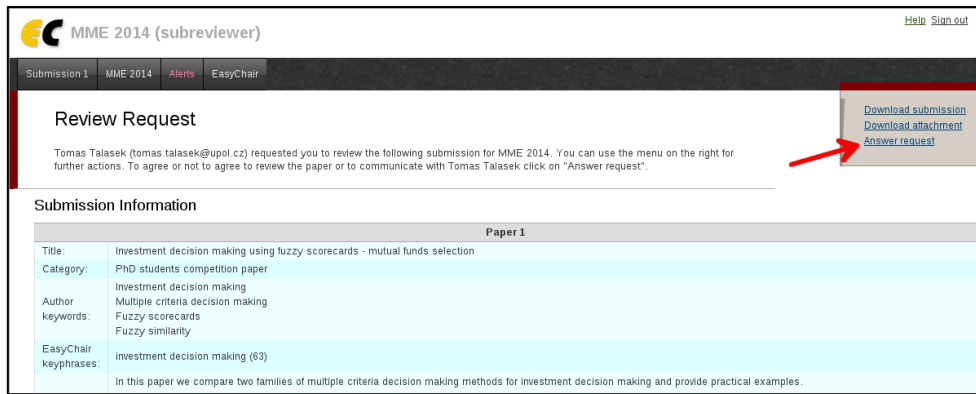 EC MME 2014 (subreviewer)
Help Sign out
Submission 1 MME 2014 Alerts EasyChair
Download submission
Download attachment
Answer request
Review Request
Tomas Talasek (tomas.talasek@upol.cz) requested you to review the following submission for MME 2014. You can use the menu on the right for
further actions. To agree or not to agree to review the paper or to communicate with Tomas Talasek click on "Answer request".
Submission Information
Paper 1
Title: Investment decision making using fuzzy scorecards - mutual funds selection
Category: PhD students competition paper
Author keywords: Investment decision making
Multiple criteria decision making
Fuzzy scorecards
Fuzzy similarity
EasyChair keyphrases: investment decision making (63)
In this paper we compare two families of multiple criteria decision making methods for investment decision making and provide practical examples.